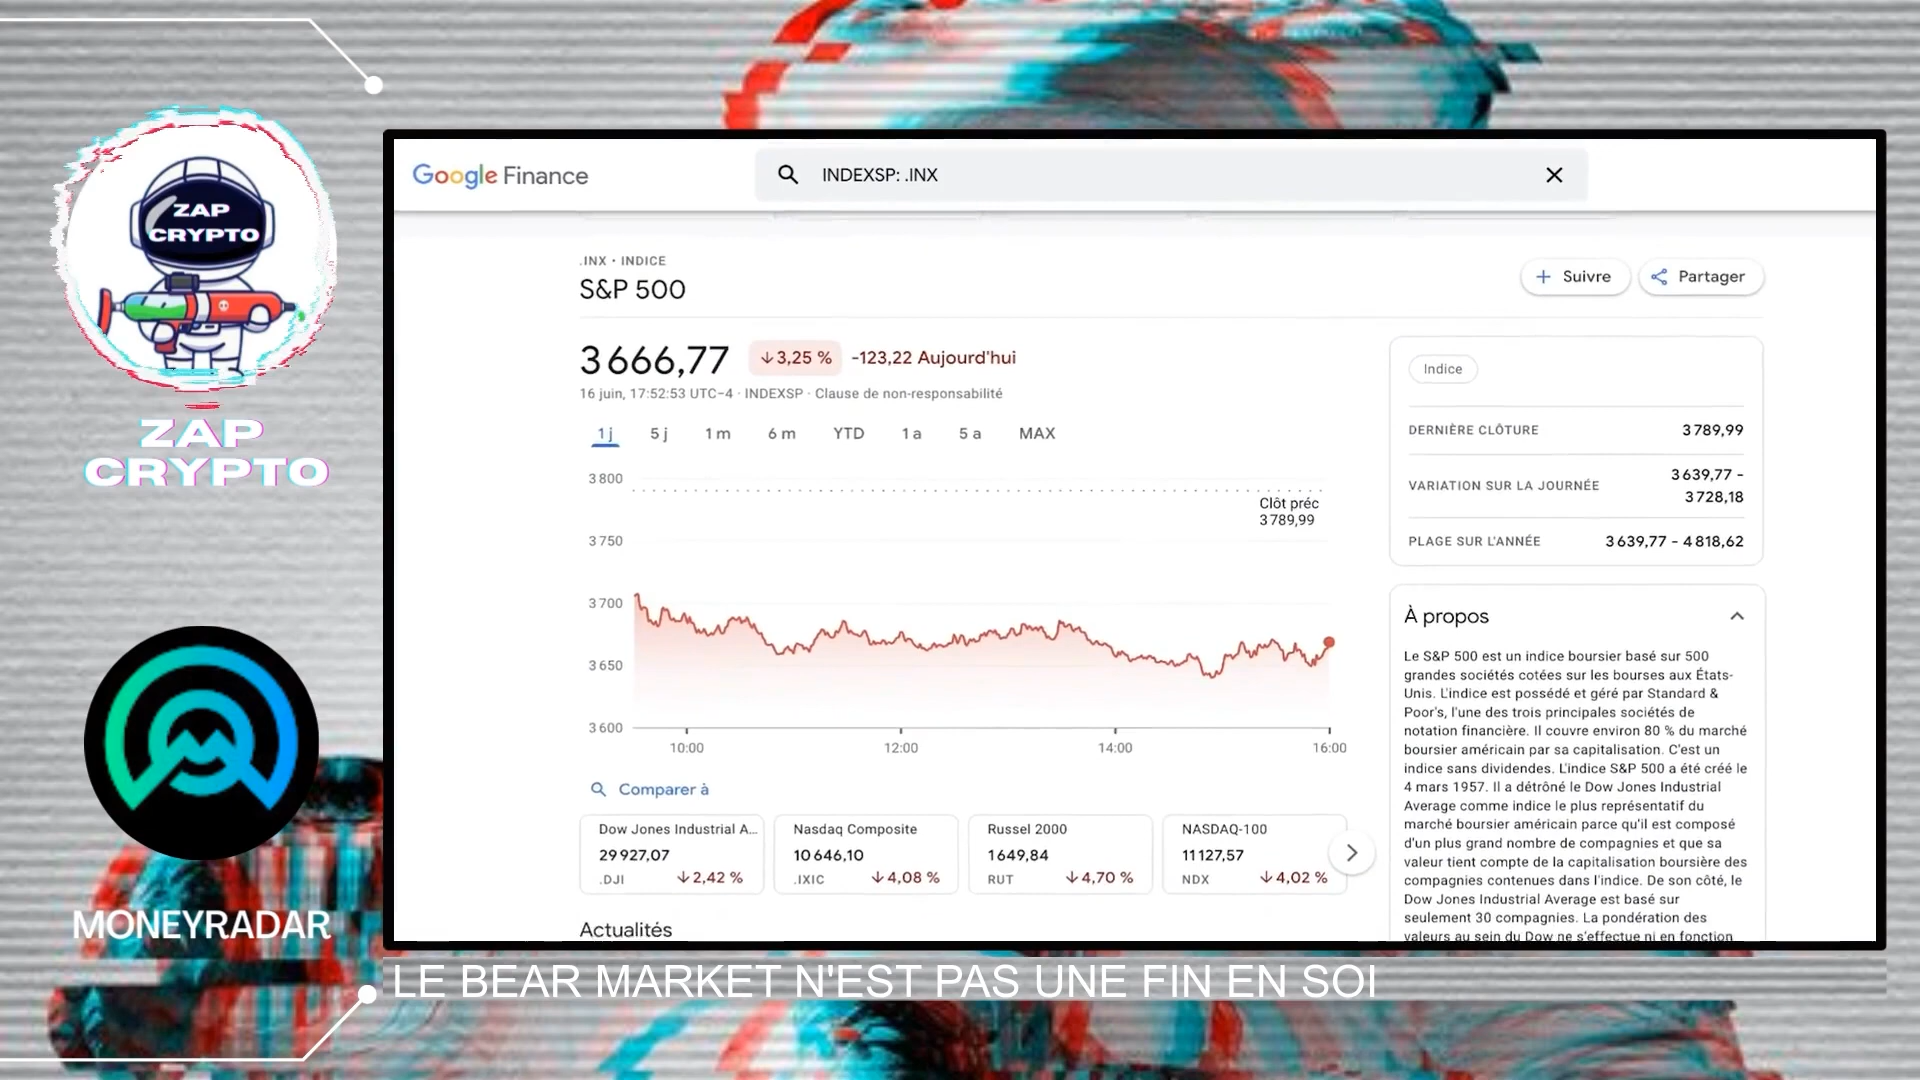 ZAP
CRYPTO
ZAP
CRYPTO
MONEYRADAR
Google Finance
INDEXSP: .INX
.INX • INDICE
S&P 500
Suivre
Partager
3 666,77
↓ 3,25 %
-123,22 Aujourd'hui
16 juin, 17:52:53 UTC−4 · INDEXSP · Clause de non-responsabilité
1 j 5 j 1 m 6 m YTD 1 a 5 a MAX
3 800
Clôt préc
3 789,99
3 750
3 700
3 650
3 600
10:00 12:00 14:00 16:00
Comparer à
Dow Jones Industrial A...
29 927,07
.DJI ↓ 2,42 %
Nasdaq Composite
10 646,10
.IXIC ↓ 4,08 %
Russel 2000
1 649,84
RUT ↓ 4,70 %
NASDAQ-100
11 127,57
NDX ↓ 4,02 %
Actualités
Indice
DERNIÈRE CLÔTURE 3 789,99
VARIATION SUR LA JOURNÉE 3 639,77 -
3 728,18
PLAGE SUR L'ANNÉE 3 639,77 - 4 818,62
À propos
Le S&P 500 est un indice boursier basé sur 500
grandes sociétés cotées sur les bourses aux États-
Unis. L'indice est possédé et géré par Standard &
Poor's, l'une des trois principales sociétés de
notation financière. Il couvre environ 80 % du marché
boursier américain par sa capitalisation. C'est un
indice sans dividendes. L'indice S&P 500 a été créé le
4 mars 1957. Il a détrôné le Dow Jones Industrial
Average comme indice le plus représentatif du
marché boursier américain parce qu'il est composé
d'un plus grand nombre de compagnies et que sa
valeur tient compte de la capitalisation boursière des
compagnies contenues dans l'indice. De son côté, le
Dow Jones Industrial Average est basé sur
seulement 30 compagnies. La pondération des
valeurs au sein du Dow ne s'effectue ni en fonction
LE BEAR MARKET N'EST PAS UNE FIN EN SOI